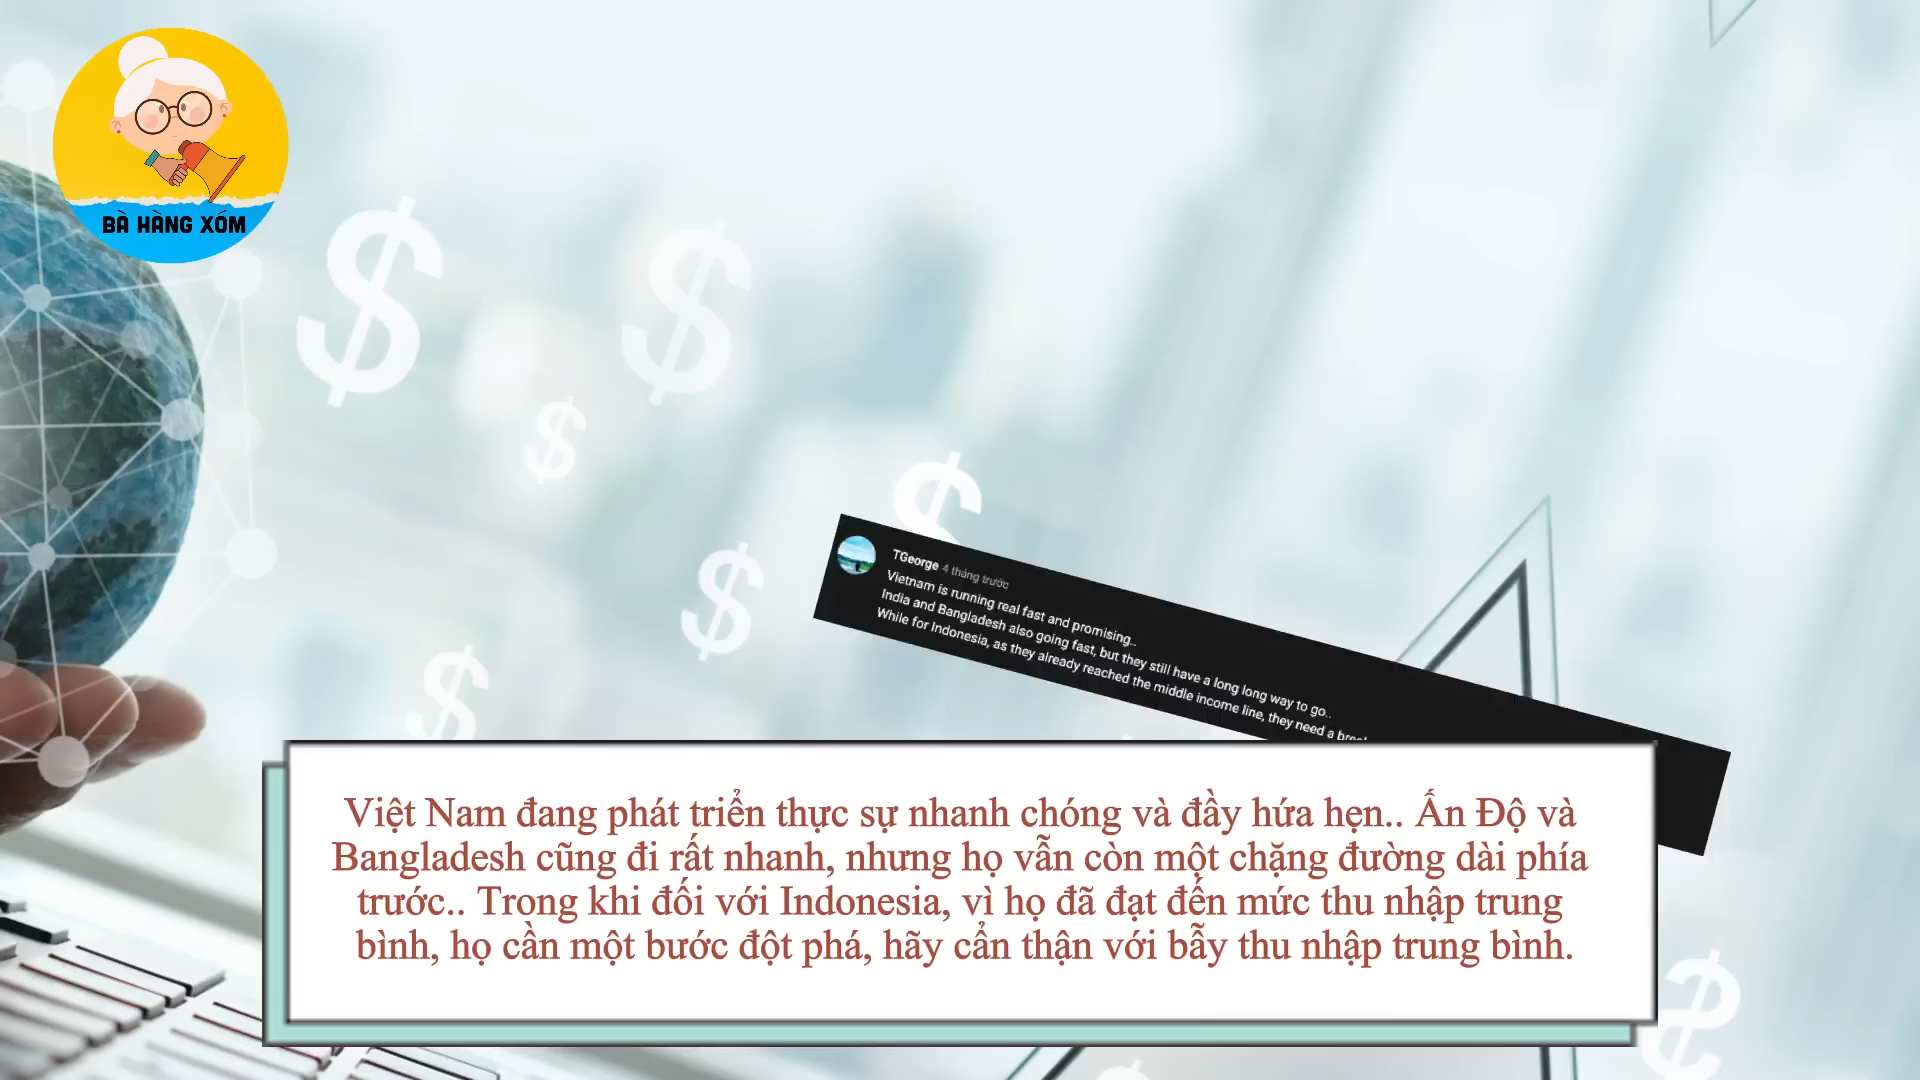 BÀ HÀNG XÓM
TGeorge 4 tháng trước
Vietnam is running real fast and promising..
India and Bangladesh also going fast, but they still have a long long way to go..
While for Indonesia, as they already reached the middle income line, they need a
Việt Nam đang phát triển thực sự nhanh chóng và đầy hứa hẹn.. Ấn Độ và
Bangladesh cũng đi rất nhanh, nhưng họ vẫn còn một chặng đường dài phía
trước.. Trong khi đối với Indonesia, vì họ đã đạt đến mức thu nhập trung
bình, họ cần một bước đột phá, hãy cẩn thận với bẫy thu nhập trung bình.